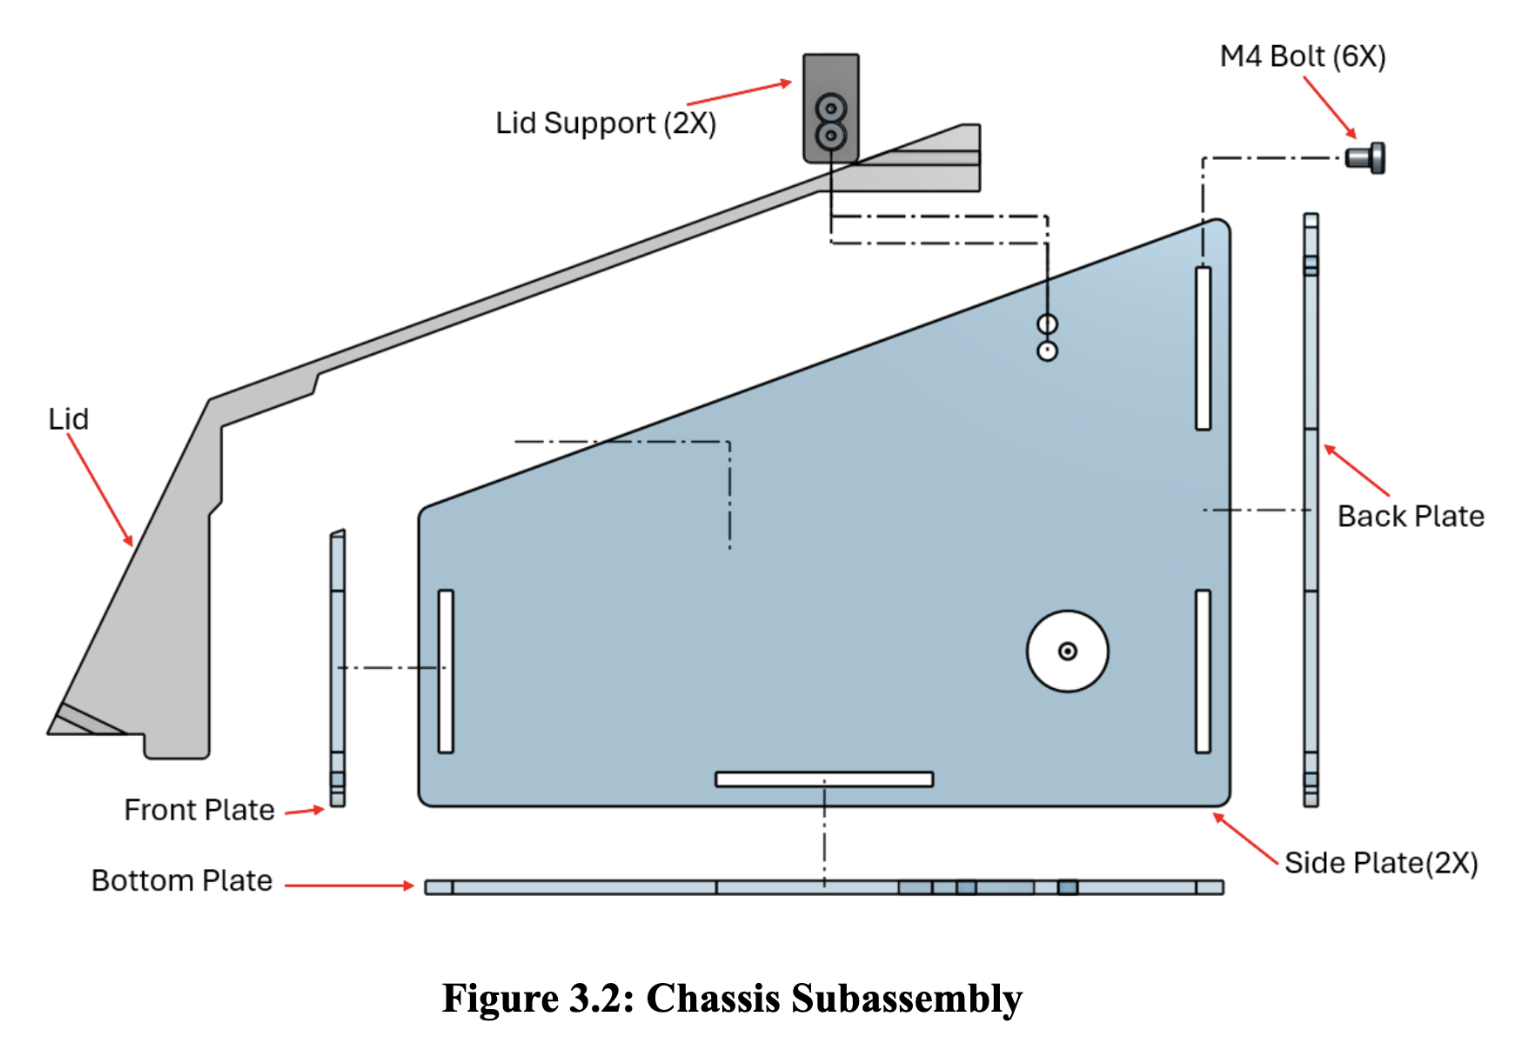 M4 Bolt (6X)
Lid Support (2X)
Lid
Back Plate
Front Plate
Side Plate(2X)
Bottom Plate
Figure 3.2: Chassis Subassembly